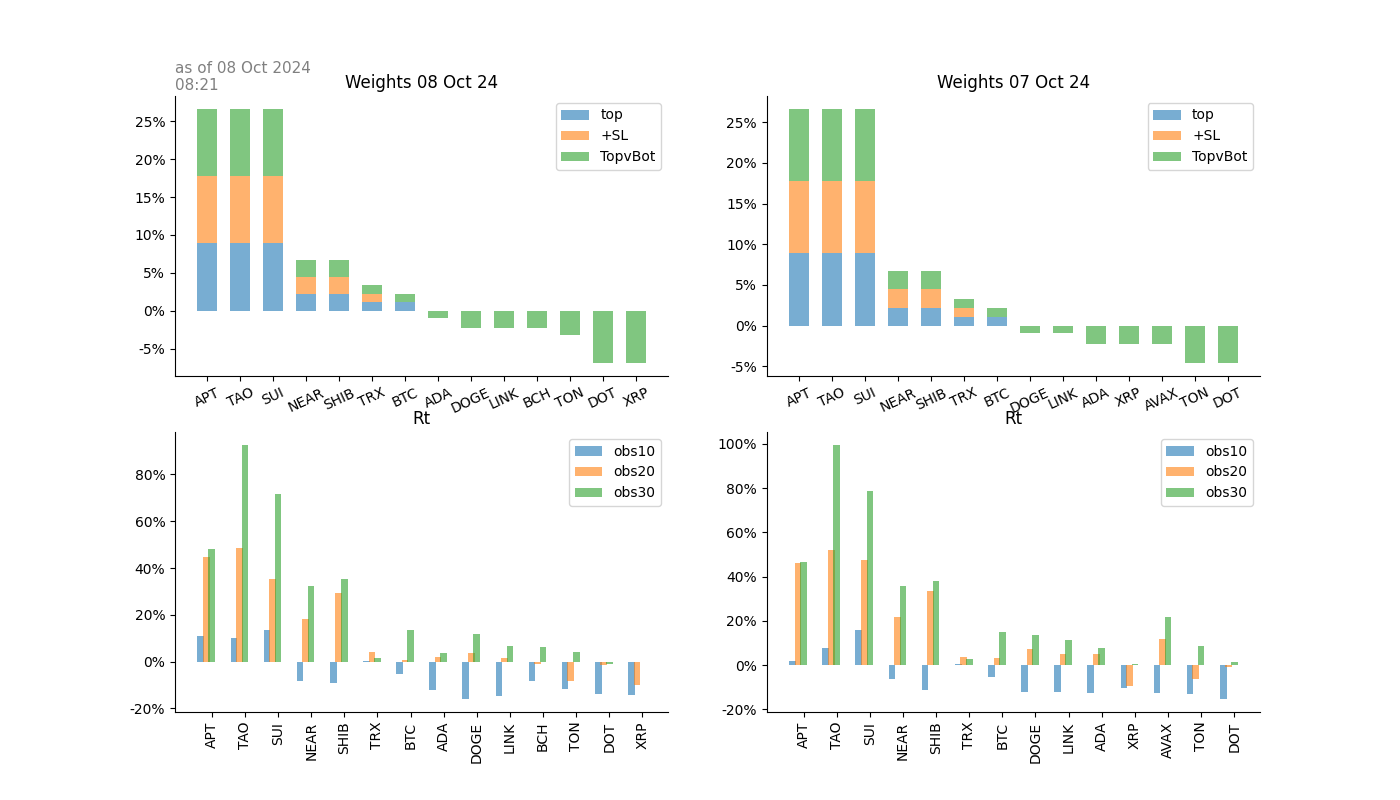 as of 08 Oct 2024
08:21
Weights 08 Oct 24
25%
20%
15%
10%
5%
0%
-5%
top
+SL
TopvBot
APT TAO SUI NEAR SHIB TRX BTC ADA DOGE LINK BCH TON DOT XRP
Weights 07 Oct 24
25%
20%
15%
10%
5%
0%
-5%
top
+SL
TopvBot
APT TAO SUI NEAR SHIB TRX BTC DOGE LINK ADA XRP AVAX TON DOT
Rt
80%
60%
40%
20%
0%
-20%
obs10
obs20
obs30
APT TAO SUI NEAR SHIB TRX BTC ADA DOGE LINK BCH TON DOT XRP
Rt
100%
80%
60%
40%
20%
0%
-20%
obs10
obs20
obs30
APT TAO SUI NEAR SHIB TRX BTC DOGE LINK ADA XRP AVAX TON DOT